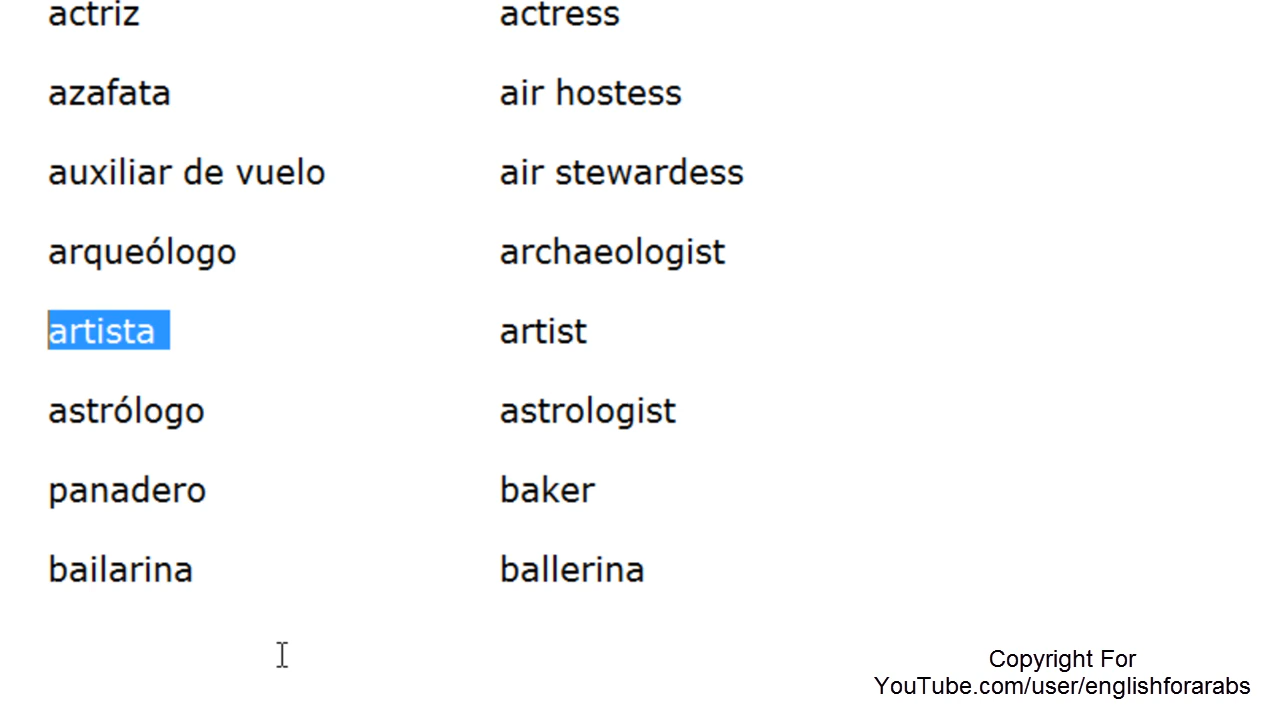 actriz actress
azafata air hostess
auxiliar de vuelo air stewardess
arqueólogo archaeologist
artista artist
astrólogo astrologist
panadero baker
bailarina ballerina
Copyright For
YouTube.com/user/englishforarabs